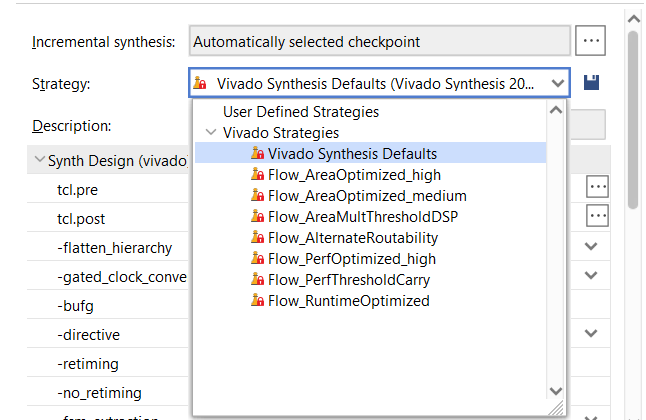 Incremental synthesis: Automatically selected checkpoint ...
Strategy: Vivado Synthesis Defaults (Vivado Synthesis 20...
User Defined Strategies
Description:
Vivado Strategies
Vivado Synthesis Defaults
Synth Design (vivado)
Flow_AreaOptimized_high
tcl.pre ...
Flow_AreaOptimized_medium
tcl.post ...
Flow_AreaMultThresholdDSP
Flow_AlternateRoutability
-flatten_hierarchy
Flow_PerfOptimized_high
-gated_clock_conve
Flow_PerfThresholdCarry
-bufg
Flow_RuntimeOptimized
-directive
-retiming
-no_retiming